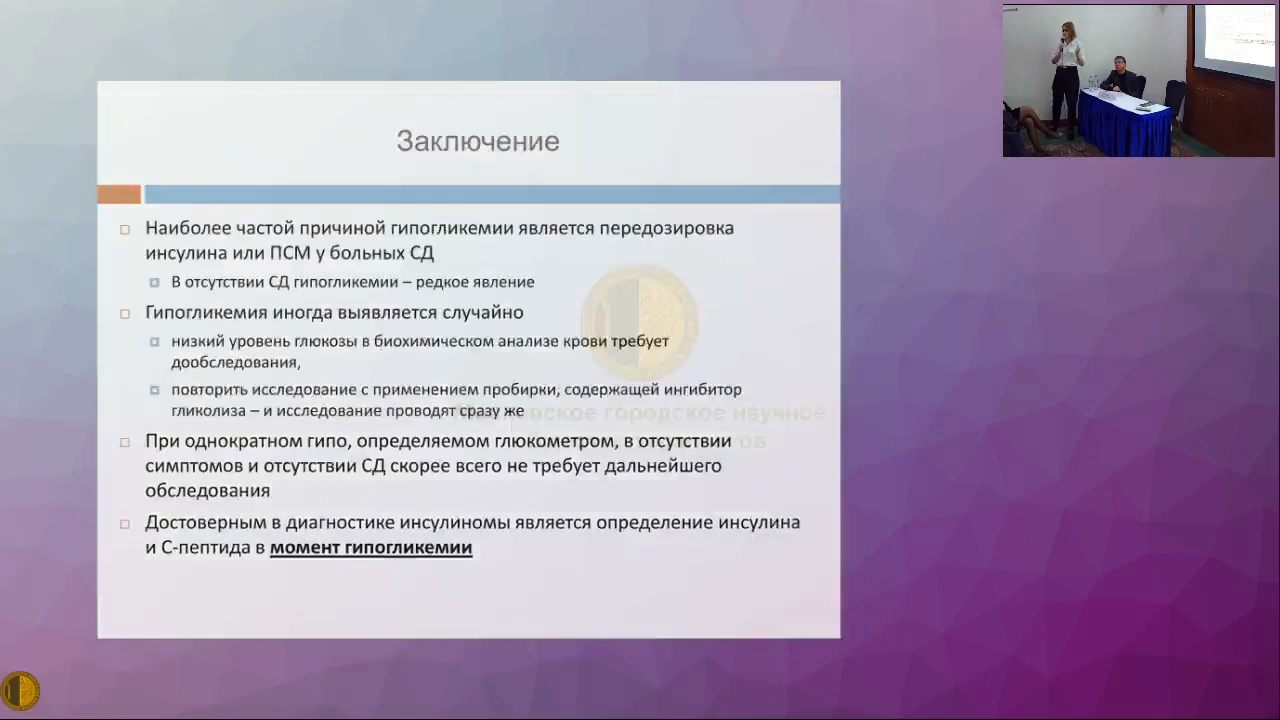 Заключение
Наиболее частой причиной гипогликемии является передозировка
инсулина или ПСМ у больных СД
В отсутствии СД гипогликемии – редкое явление
Гипогликемия иногда выявляется случайно
низкий уровень глюкозы в биохимическом анализе крови требует
дообследования,
повторить исследование с применением пробирки, содержащей ингибитор
гликолиза – и исследование проводят сразу же
городское научное
При однократном гипо, определяемом глюкометром, в отсутствии
симптомов и отсутствии СД скорее всего не требует дальнейшего
обследования
Достоверным в диагностике инсулиномы является определение инсулина
и С-пептида в момент гипогликемии